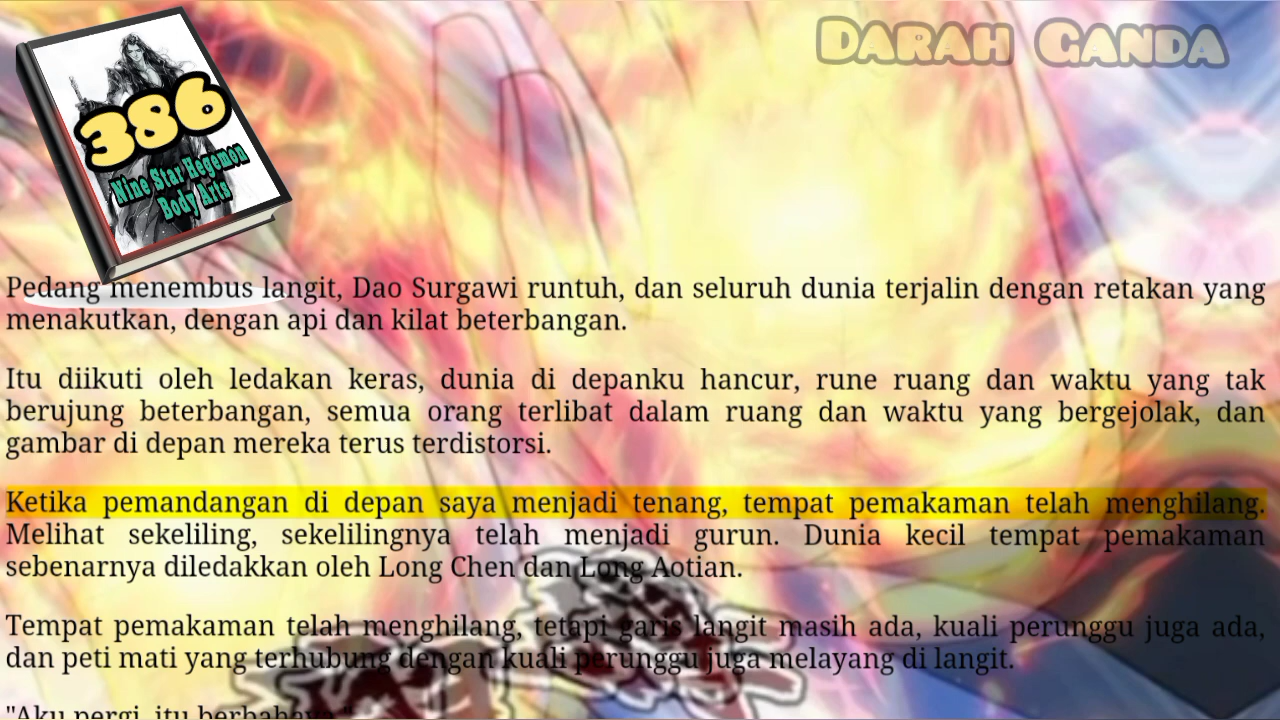 DARAH GANDA
386
Nine Star Hegemon
Body Arts
Pedang menembus langit, Dao Surgawi runtuh, dan seluruh dunia terjalin dengan retakan yang
menakutkan, dengan api dan kilat beterbangan.
Itu diikuti oleh ledakan keras, dunia di depanku hancur, rune ruang dan waktu yang tak
berujung beterbangan, semua orang terlibat dalam ruang dan waktu yang bergejolak, dan
gambar di depan mereka terus terdistorsi.
Ketika pemandangan di depan saya menjadi tenang, tempat pemakaman telah menghilang.
Melihat sekeliling, sekelilingnya telah menjadi gurun. Dunia kecil tempat pemakaman
sebenarnya diledakkan oleh Long Chen dan Long Aotian.
Tempat pemakaman telah menghilang, tetapi garis langit masih ada, kuali perunggu juga ada,
dan peti mati yang terhubung dengan kuali perunggu juga melayang di langit.
"Aku pergi, itu berbahaya."